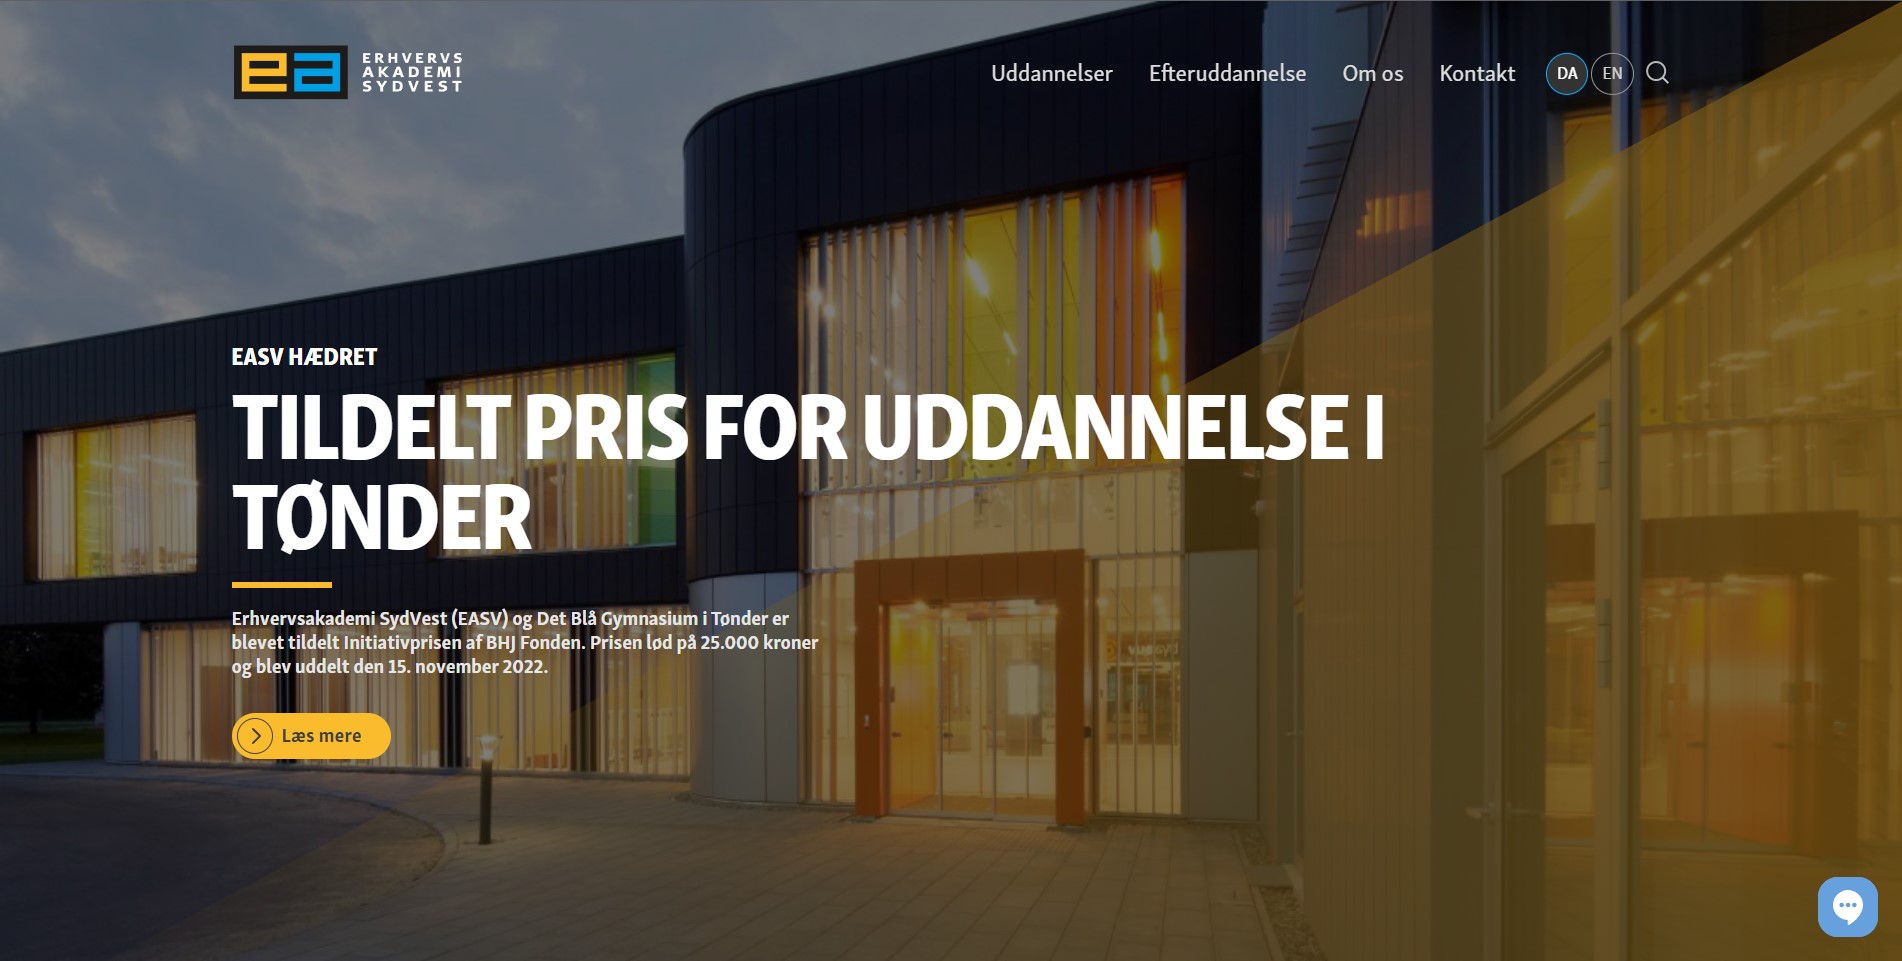 ea
ERHVERVS
AKADEMI
SYDVEST
Uddannelser Efteruddannelse Om os Kontakt DA EN
EASV HÆDRET
TILDELT PRIS FOR UDDANNELSE I
TØNDER
Erhvervsakademi SydVest (EASV) og Det Blå Gymnasium i Tønder er
blevet tildelt Initiativprisen af BHJ Fonden. Prisen lød på 25.000 kroner
og blev uddelt den 15. november 2022.
Læs mere